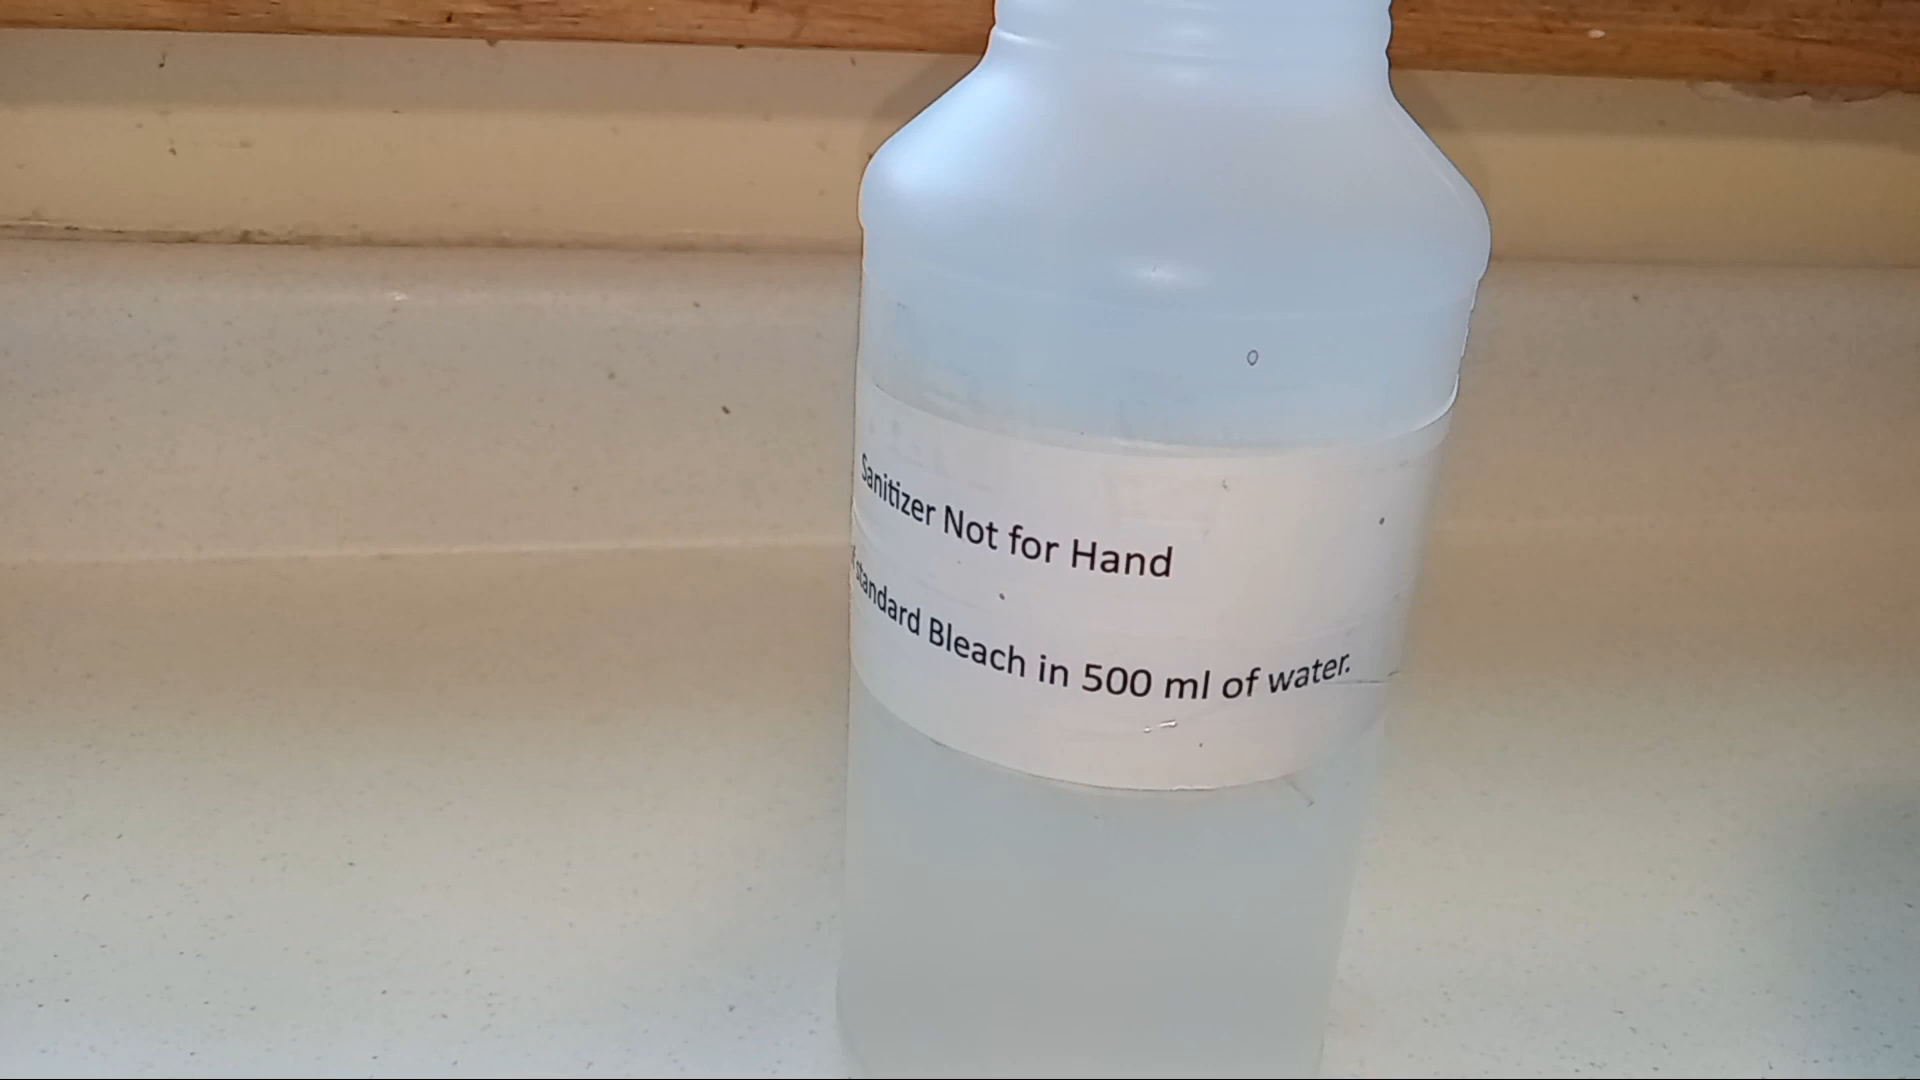 Sanitizer Not for Hand
standard Bleach in 500 ml of water.